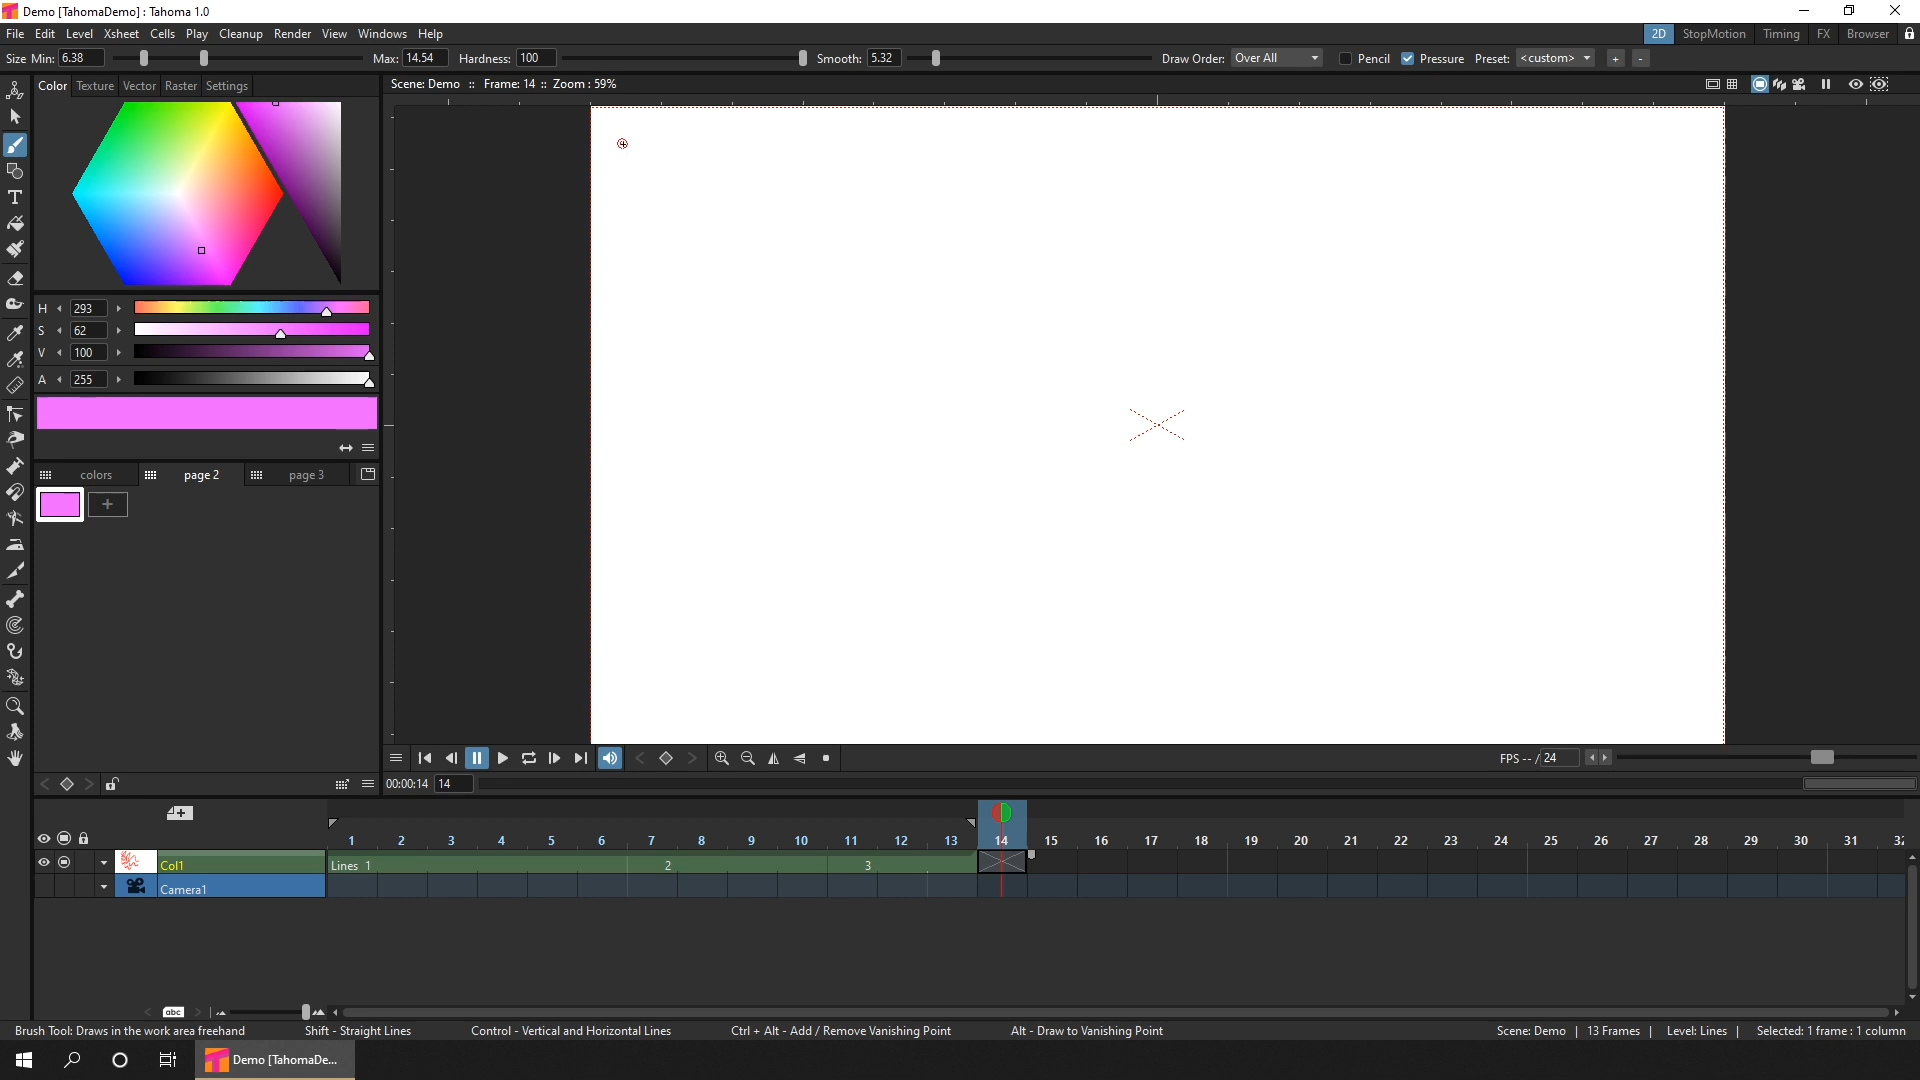 Demo [TahomaDemo] : Tahoma 1.0
File Edit Level Xsheet Cells Play Cleanup Render View Windows Help
2D StopMotion Timing FX Browser
Size Min: 6.38 Max: 14.54 Hardness: 100 Smooth: 5.32 Draw Order: Over All Pencil Pressure Preset: <custom> + -
Color Texture Vector Raster Settings
Scene: Demo :: Frame: 14 :: Zoom : 59%
H 293
S 62
V 100
A 255
colors page 2 page 3
+
FPS -- / 24
00:00:14 14
1 2 3 4 5 6 7 8 9 10 11 12 13 14 15 16 17 18 19 20 21 22 23 24 25 26 27 28 29 30 31
Col1 Lines 1 2 3
Camera1
abc
Brush Tool: Draws in the work area freehand Shift - Straight Lines Control - Vertical and Horizontal Lines Ctrl + Alt - Add / Remove Vanishing Point Alt - Draw to Vanishing Point
Scene: Demo | 13 Frames | Level: Lines | Selected: 1 frame : 1 column
Demo [TahomaDe...